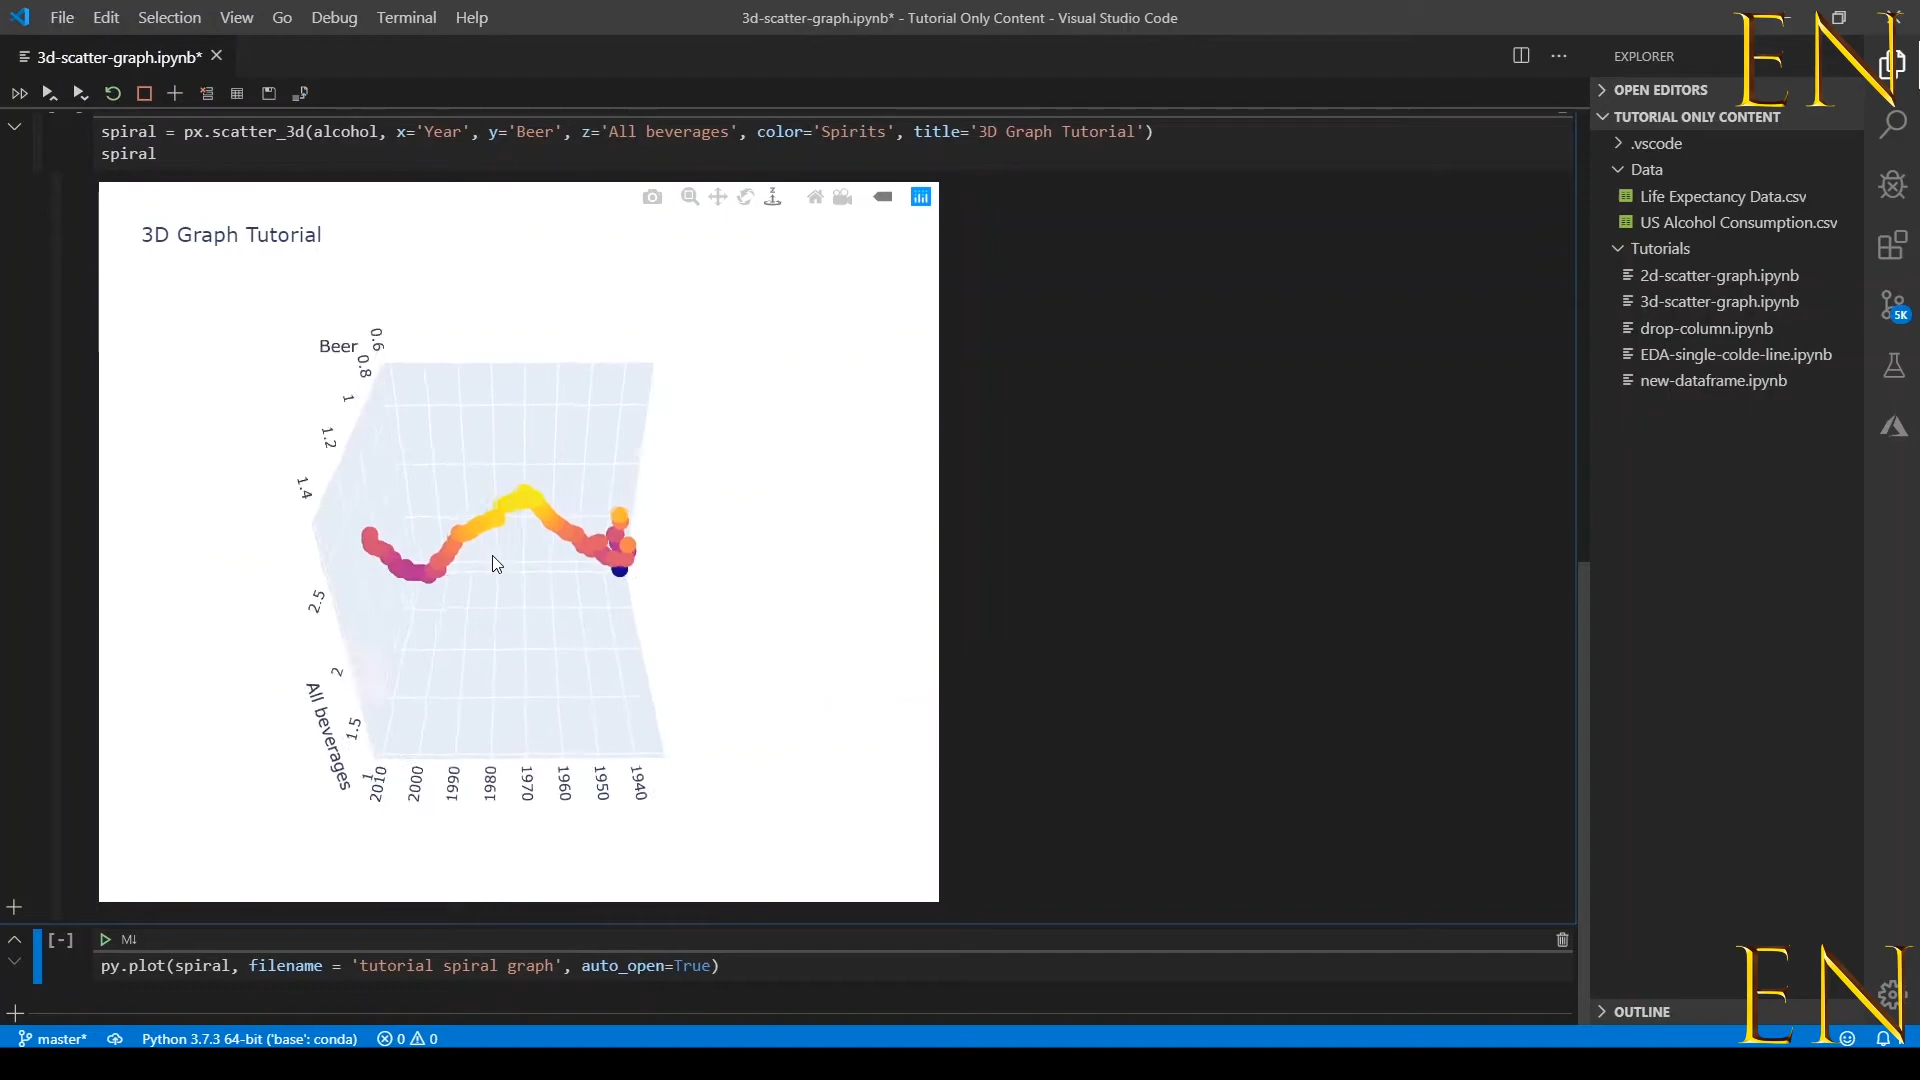 File Edit Selection View Go Debug Terminal Help
3d-scatter-graph.ipynb* - Tutorial Only Content - Visual Studio Code
EN
3d-scatter-graph.ipynb*
EXPLORER
OPEN EDITORS
TUTORIAL ONLY CONTENT
.vscode
Data
Life Expectancy Data.csv
US Alcohol Consumption.csv
Tutorials
2d-scatter-graph.ipynb
3d-scatter-graph.ipynb
drop-column.ipynb
EDA-single-colde-line.ipynb
new-dataframe.ipynb
5K
spiral = px.scatter_3d(alcohol, x='Year', y='Beer', z='All beverages', color='Spirits', title='3D Graph Tutorial')
spiral
3D Graph Tutorial
Beer
0.6
0.8
1
1.2
1.4
2.5
2
1.5
1
All beverages
2010 2000 1990 1980 1970 1960 1950 1940
[-] M↓
py.plot(spiral, filename = 'tutorial spiral graph', auto_open=True)
OUTLINE
EN
master* Python 3.7.3 64-bit ('base': conda) 0 0